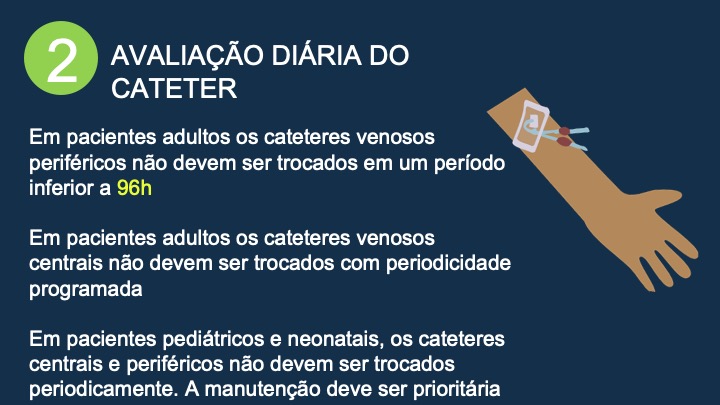 2
AVALIAÇÃO DIÁRIA DO
CATETER
Em pacientes adultos os cateteres venosos
periféricos não devem ser trocados em um período
inferior a 96h
Em pacientes adultos os cateteres venosos
centrais não devem ser trocados com periodicidade
programada
Em pacientes pediátricos e neonatais, os cateteres
centrais e periféricos não devem ser trocados
periodicamente. A manutenção deve ser prioritária